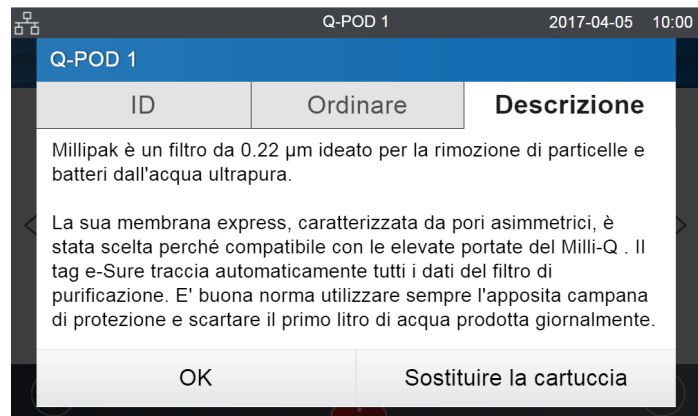 Q-POD 1 2017-04-05 10:00
Q-POD 1
ID Ordinare Descrizione
Millipak è un filtro da 0.22 μm ideato per la rimozione di particelle e
batteri dall'acqua ultrapura.
La sua membrana express, caratterizzata da pori asimmetrici, è
stata scelta perché compatibile con le elevate portate del Milli-Q . Il
tag e-Sure traccia automaticamente tutti i dati del filtro di
purificazione. E' buona norma utilizzare sempre l'apposita campana
di protezione e scartare il primo litro di acqua prodotta giornalmente.
OK Sostituire la cartuccia